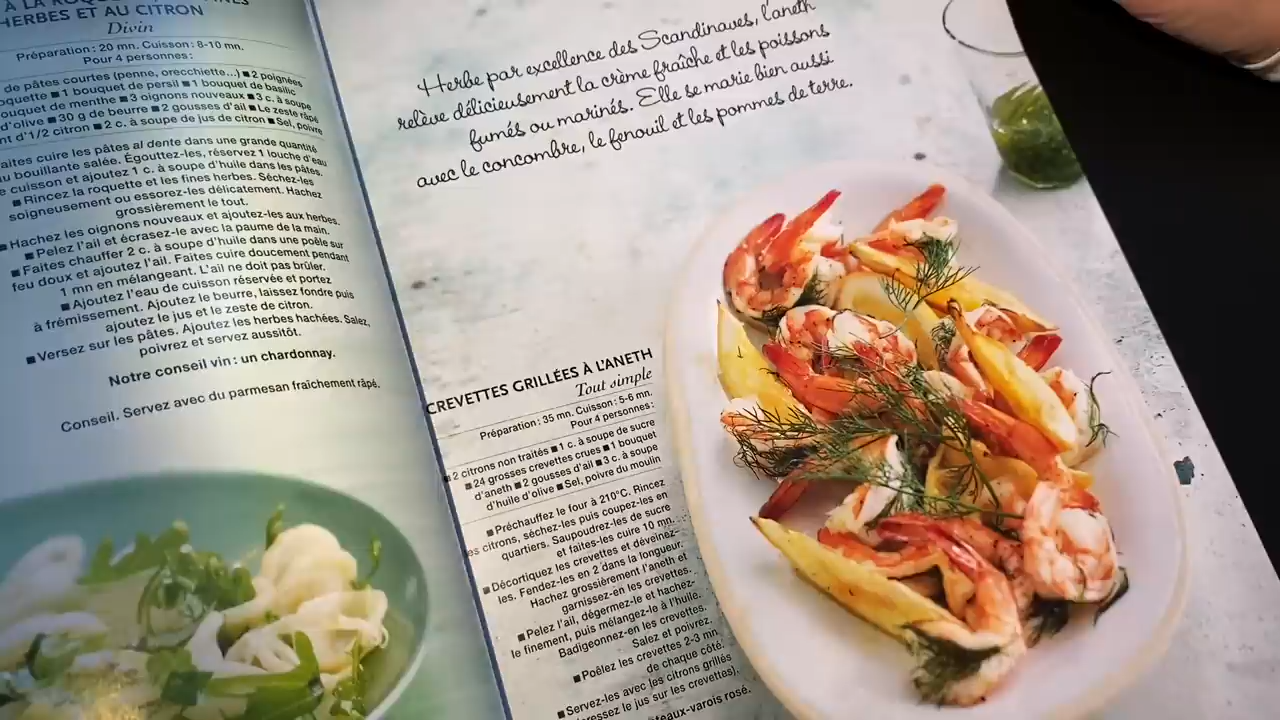 À LA ROQUETTE
HERBES ET AU CITRON
Divin
Préparation : 20 mn. Cuisson : 8-10 mn.
Pour 4 personnes :
de pâtes courtes (penne, orecchiette...) ■ 2 poignées
oquette ■ 1 bouquet de persil ■ 1 bouquet de basilic
ouquet de menthe ■ 3 oignons nouveaux ■ 3 c. à soupe
d'olive ■ 30 g de beurre ■ 2 gousses d'ail ■ Le zeste râpé
nt d'1/2 citron ■ 2 c. à soupe de jus de citron ■ Sel, poivre
aites cuire les pâtes al dente dans une grande quantité
au bouillante salée. Égouttez-les, réservez 1 louche d'eau
e cuisson et ajoutez 1 c. à soupe d'huile dans les pâtes.
■ Rincez la roquette et les fines herbes. Séchez-les
soigneusement ou essorez-les délicatement. Hachez
grossièrement le tout.
■ Hachez les oignons nouveaux et ajoutez-les aux herbes.
■ Pelez l'ail et écrasez-le avec la paume de la main.
■ Faites chauffer 2 c. à soupe d'huile dans une poêle sur
feu doux et ajoutez l'ail. Faites cuire doucement pendant
1 mn en mélangeant. L'ail ne doit pas brûler.
■ Ajoutez l'eau de cuisson réservée et portez
à frémissement. Ajoutez le beurre, laissez fondre puis
ajoutez le jus et le zeste de citron.
■ Versez sur les pâtes. Ajoutez les herbes hachées. Salez,
poivrez et servez aussitôt.
Notre conseil vin : un chardonnay.
Conseil. Servez avec du parmesan fraîchement râpé.
Herbe par excellence des Scandinaves, l'aneth
relève délicieusement la crème fraîche et les poissons
fumés ou marinés. Elle se marie bien aussi
avec le concombre, le fenouil et les pommes de terre.
CREVETTES GRILLÉES À L'ANETH
Tout simple
Préparation : 35 mn. Cuisson : 5-6 mn.
Pour 4 personnes :
■ 2 citrons non traités ■ 1 c. à soupe de sucre
■ 24 grosses crevettes crues ■ 1 bouquet
d'aneth ■ 2 gousses d'ail ■ 3 c. à soupe
d'huile d'olive ■ Sel, poivre du moulin
■ Préchauffez le four à 210°C. Rincez
es citrons, séchez-les puis coupez-les en
quartiers. Saupoudrez-les de sucre
et faites-les cuire 10 mn.
■ Décortiquez les crevettes et déveinez-
les. Fendez-les en 2 dans la longueur.
Hachez grossièrement l'aneth et
garnissez-en les crevettes.
■ Pelez l'ail, dégermez-le et hachez-
le finement, puis mélangez-le à l'huile.
Badigeonnez-en les crevettes.
Salez et poivrez.
■ Poêlez les crevettes 2-3 mn
de chaque côté.
■ Servez-les avec les citrons grillés
ressez le jus sur les crevettes).
teaux-varois rosé.